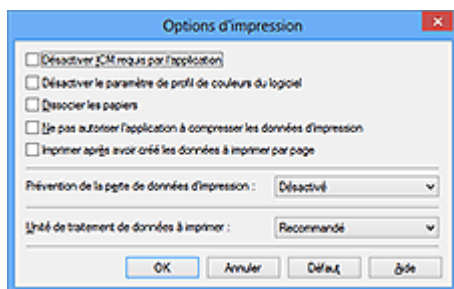 Options d'impression
Désactiver ICM requis par l'application
Désactiver le paramètre de profil de couleurs du logiciel
Dissocier les papiers
Ne pas autoriser l'application à compresser les données d'impression
Imprimer après avoir créé les données à imprimer par page
Prévention de la perte de données d'impression : Désactivé
Unité de traitement de données à imprimer : Recommandé
OK Annuler Défaut Aide